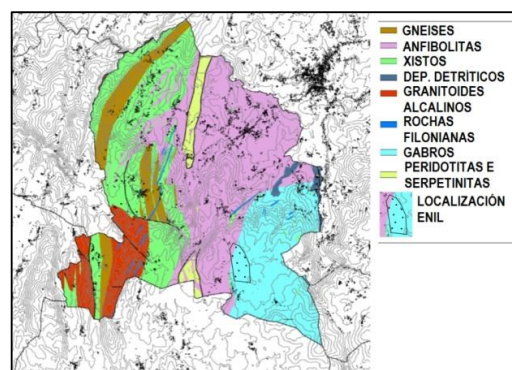 GNEISES
ANFIBOLITAS
XISTOS
DEP. DETRÍTICOS
GRANITOIDES
ALCALINOS
ROCHAS
FILONIANAS
GABROS
PERIDOTITAS E
SERPETINITAS
LOCALIZACIÓN
ENIL